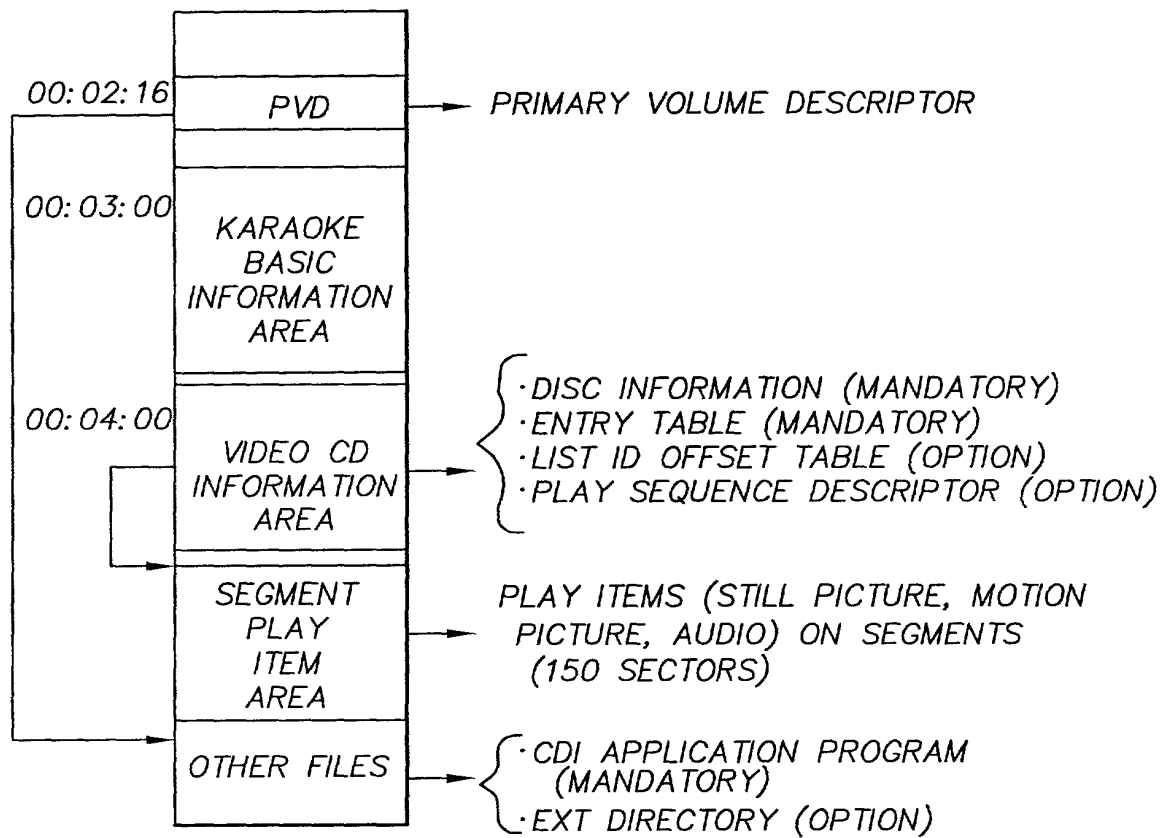 00:02:16
PVD
PRIMARY VOLUME DESCRIPTOR
00:03:00
KARAOKE
BASIC
INFORMATION
AREA
00:04:00
VIDEO CD
INFORMATION
AREA
·DISC INFORMATION (MANDATORY)
·ENTRY TABLE (MANDATORY)
·LIST ID OFFSET TABLE (OPTION)
·PLAY SEQUENCE DESCRIPTOR (OPTION)
SEGMENT
PLAY
ITEM
AREA
PLAY ITEMS (STILL PICTURE, MOTION
PICTURE, AUDIO) ON SEGMENTS
(150 SECTORS)
OTHER FILES
·CDI APPLICATION PROGRAM
(MANDATORY)
·EXT DIRECTORY (OPTION)